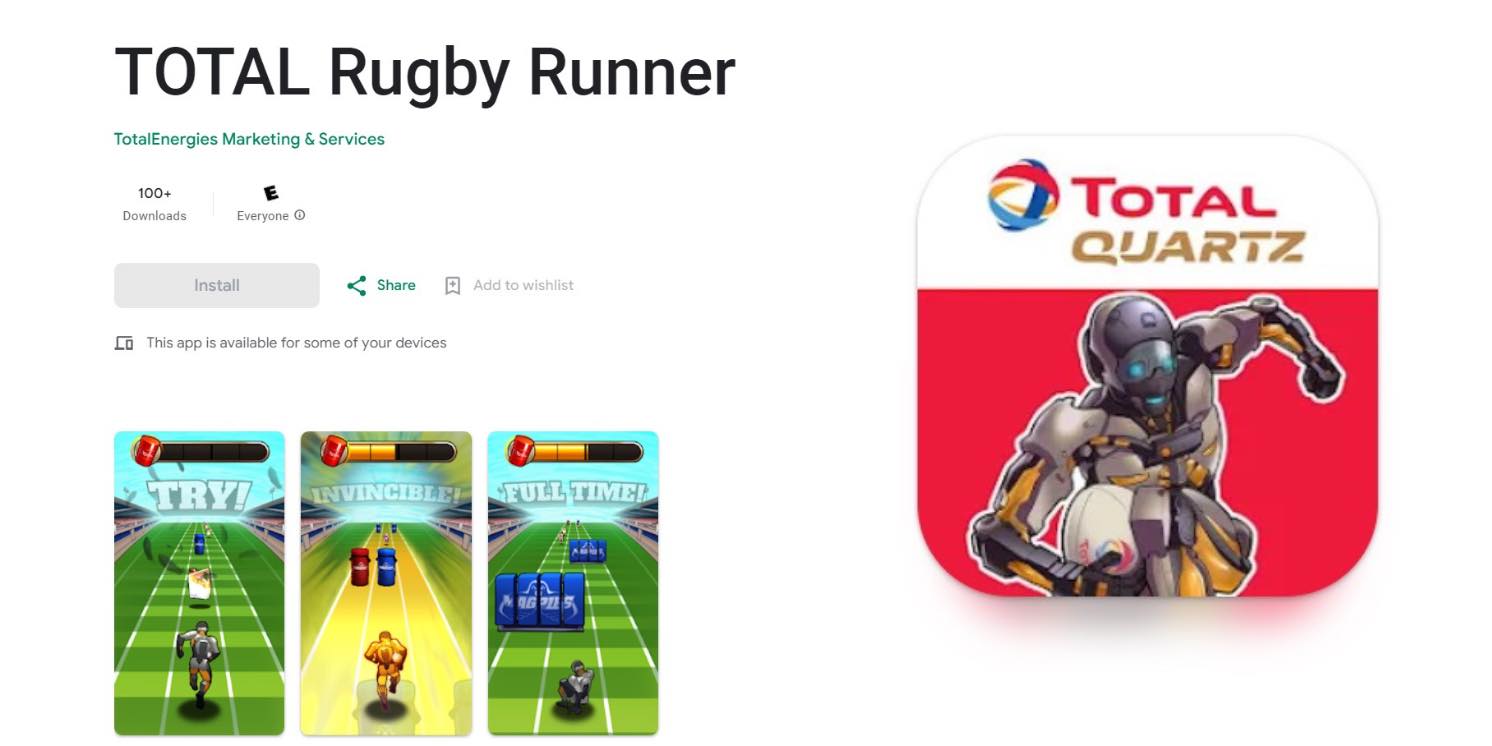 TOTAL Rugby Runner
TotalEnergies Marketing & Services
100+
Downloads
E
Everyone
Install
Share
Add to wishlist
This app is available for some of your devices
TOTAL
QUARTZ
TRY!
INVINCIBLE!
FULL TIME!
MAGPIES